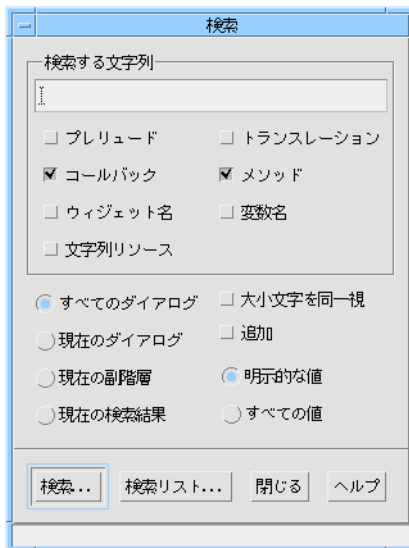 検索
検索する文字列
プレリュード トランスレーション
コールバック メソッド
ウィジェット名 変数名
文字列リソース
すべてのダイアログ 大小文字を同一視
現在のダイアログ 追加
現在の副階層 明示的な値
現在の検索結果 すべての値
検索... 検索リスト... 閉じる ヘルプ